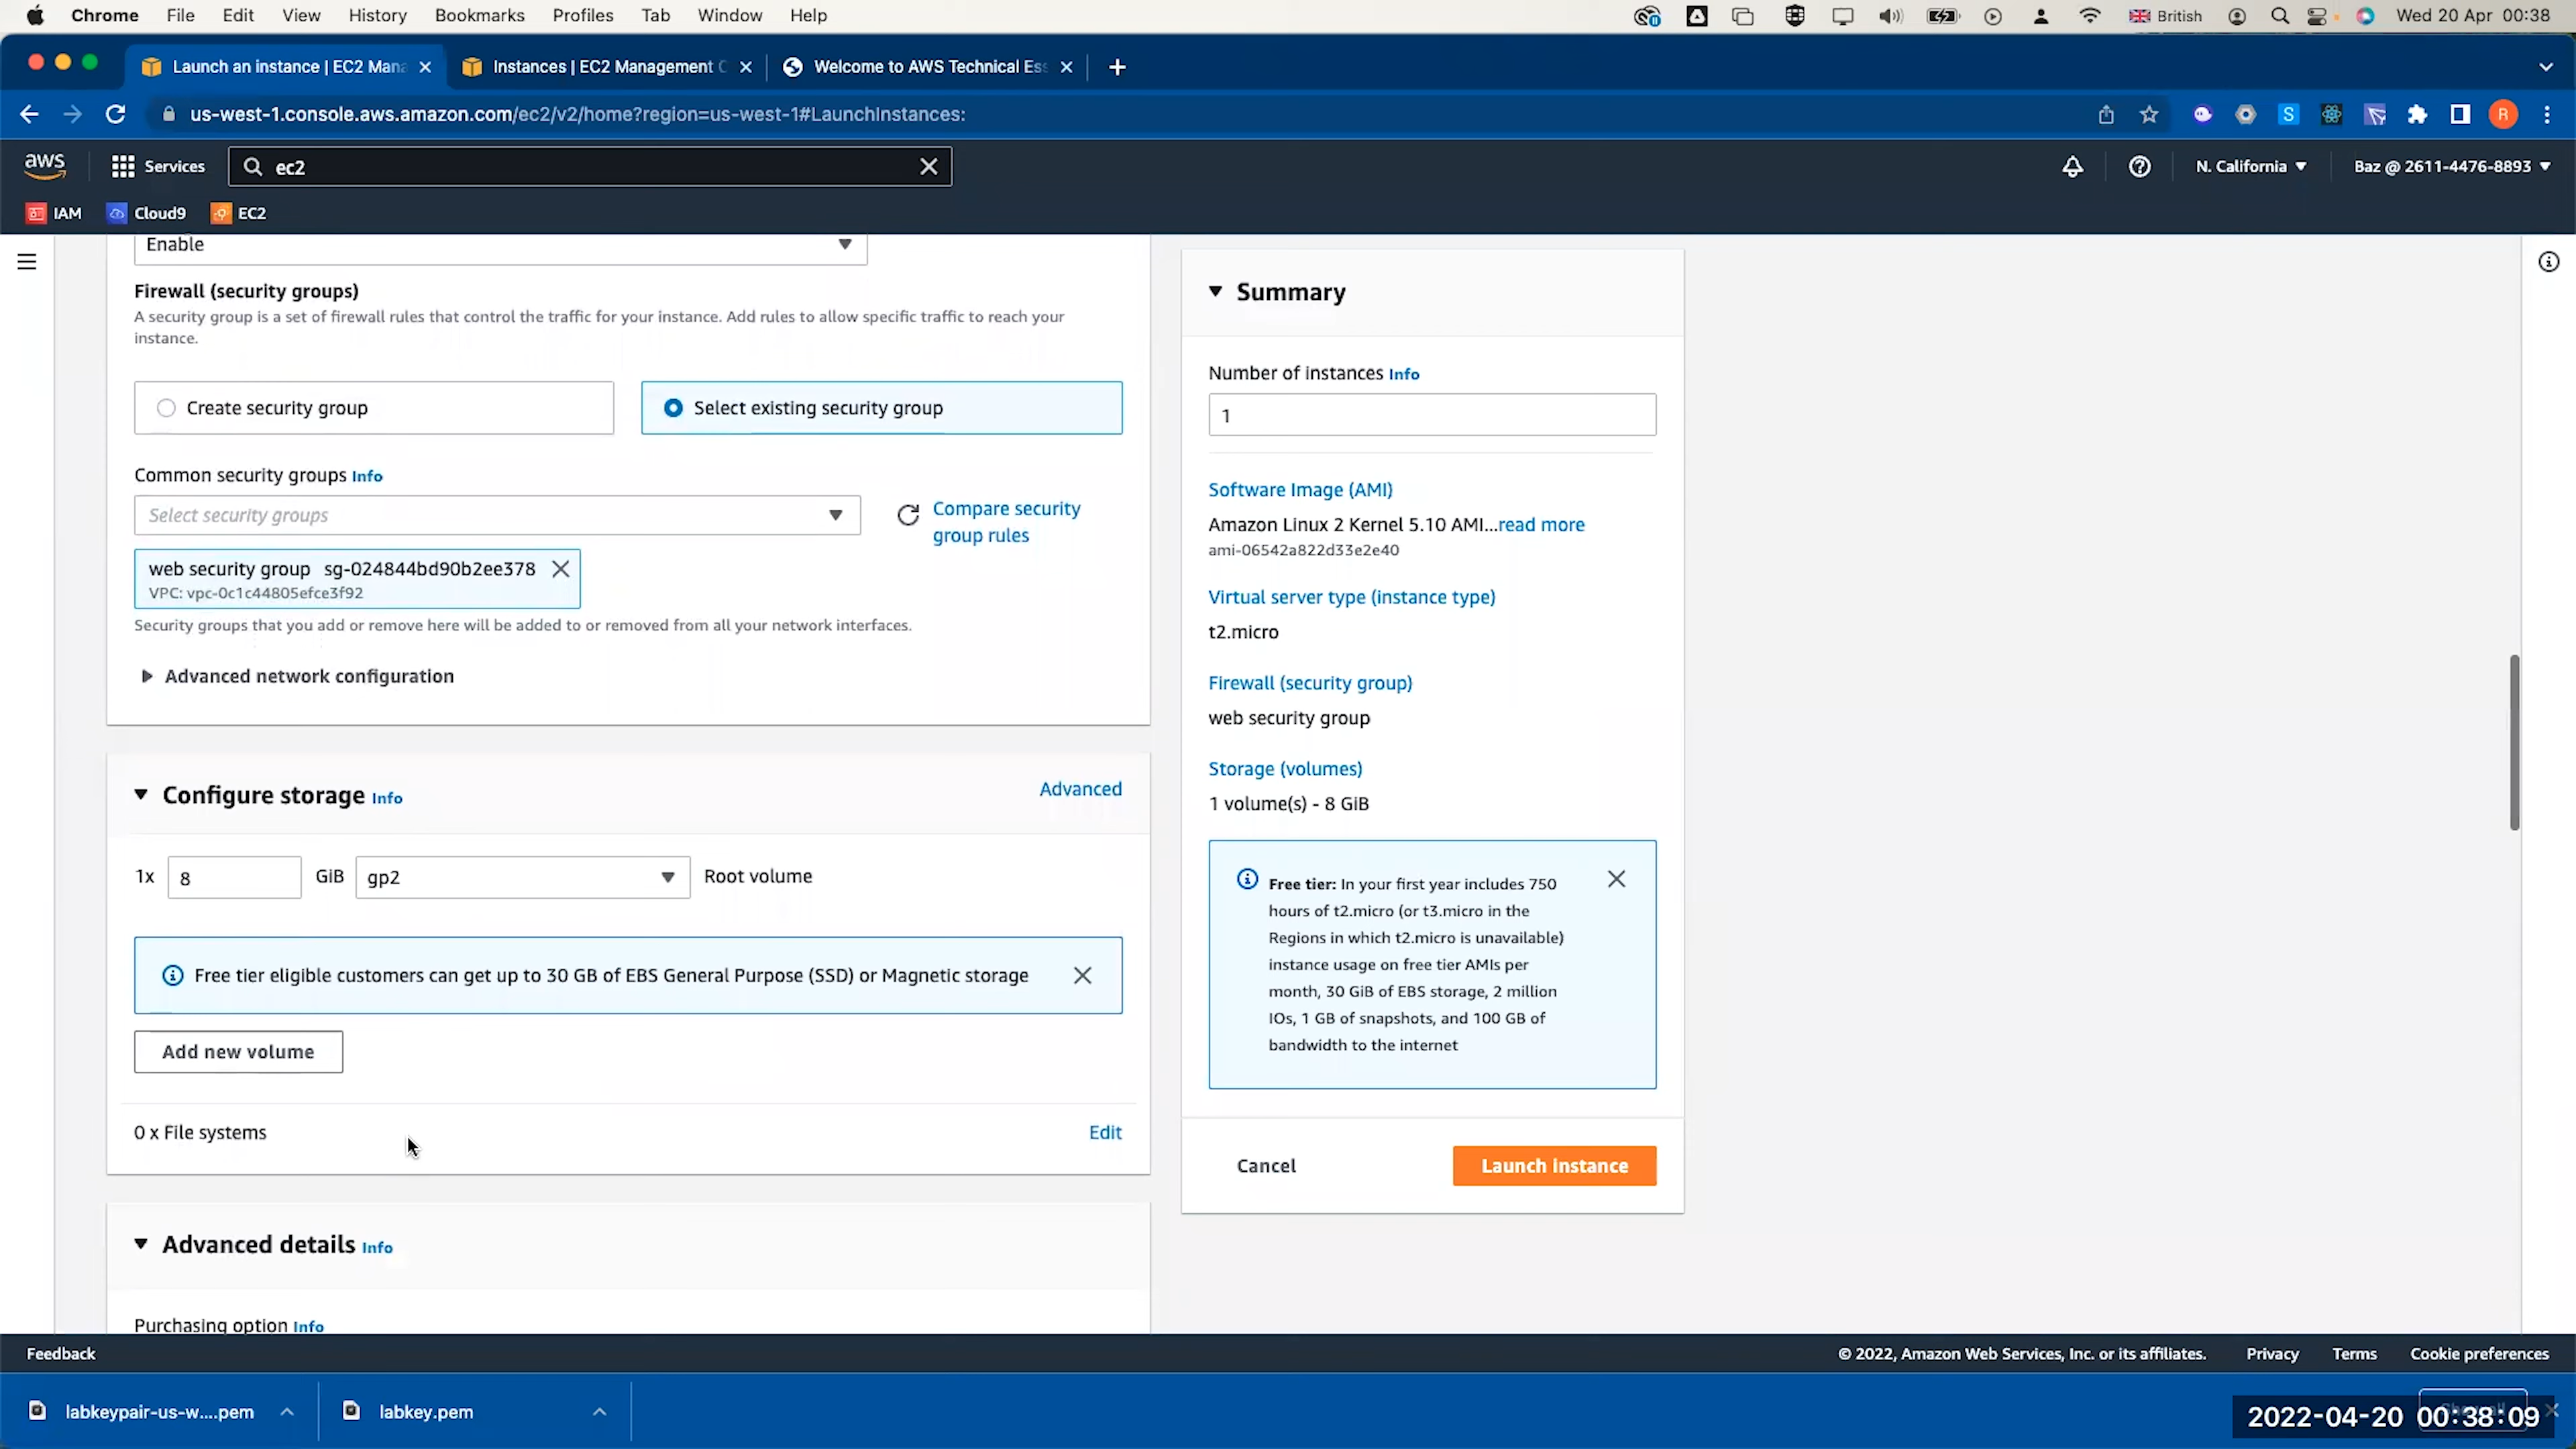 Chrome File Edit View History Bookmarks Profiles Tab Window Help
British Wed 20 Apr 00:38
Launch an instance | EC2 Mana
Instances | EC2 Management C
Welcome to AWS Technical Ess
us-west-1.console.aws.amazon.com/ec2/v2/home?region=us-west-1#LaunchInstances:
S
R
aws
Services
ec2
N. California
Baz @ 2611-4476-8893
IAM
Cloud9
EC2
Enable
Firewall (security groups)
A security group is a set of firewall rules that control the traffic for your instance. Add rules to allow specific traffic to reach your
instance.
Create security group
Select existing security group
Common security groups Info
Select security groups
Compare security
group rules
web security group sg-024844bd90b2ee378
VPC: vpc-0c1c44805efce3f92
Security groups that you add or remove here will be added to or removed from all your network interfaces.
Advanced network configuration
Configure storage Info
Advanced
1x 8 GiB gp2 Root volume
Free tier eligible customers can get up to 30 GB of EBS General Purpose (SSD) or Magnetic storage
Add new volume
0 x File systems
Edit
Advanced details Info
Purchasing option Info
Summary
Number of instances Info
1
Software Image (AMI)
Amazon Linux 2 Kernel 5.10 AMI...read more
ami-06542a822d33e2e40
Virtual server type (instance type)
t2.micro
Firewall (security group)
web security group
Storage (volumes)
1 volume(s) - 8 GiB
Free tier: In your first year includes 750
hours of t2.micro (or t3.micro in the
Regions in which t2.micro is unavailable)
instance usage on free tier AMIs per
month, 30 GiB of EBS storage, 2 million
IOs, 1 GB of snapshots, and 100 GB of
bandwidth to the internet
Cancel
Launch instance
Feedback
© 2022, Amazon Web Services, Inc. or its affiliates. Privacy Terms Cookie preferences
labkeypair-us-w....pem
labkey.pem
2022-04-20 00:38:09